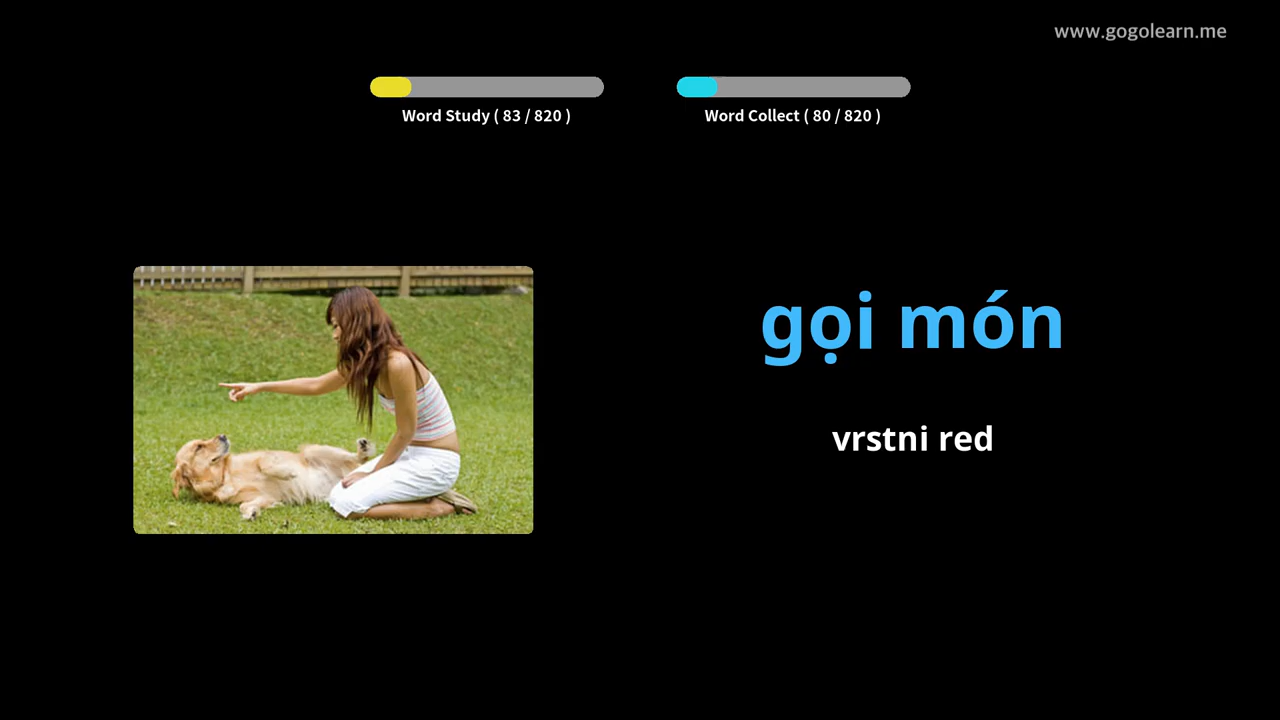 www.gogolearn.me
Word Study ( 83 / 820 )
Word Collect ( 80 / 820 )
gọi món
vrstni red